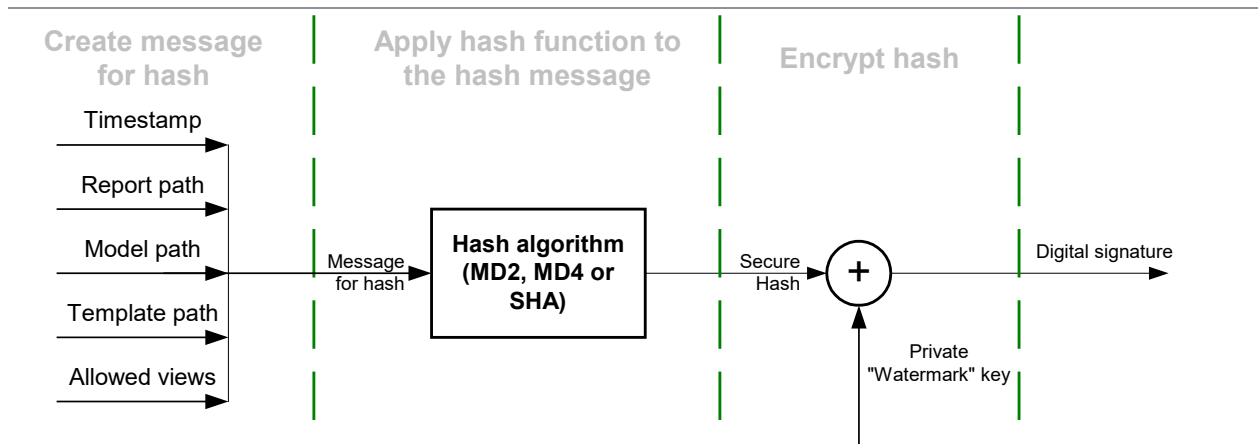 Create message
for hash
Apply hash function to
the hash message
Encrypt hash
Timestamp
Report path
Model path
Template path
Allowed views
Message
for hash
Hash algorithm
(MD2, MD4 or
SHA)
Secure
Hash
+
Digital signature
Private
"Watermark" key